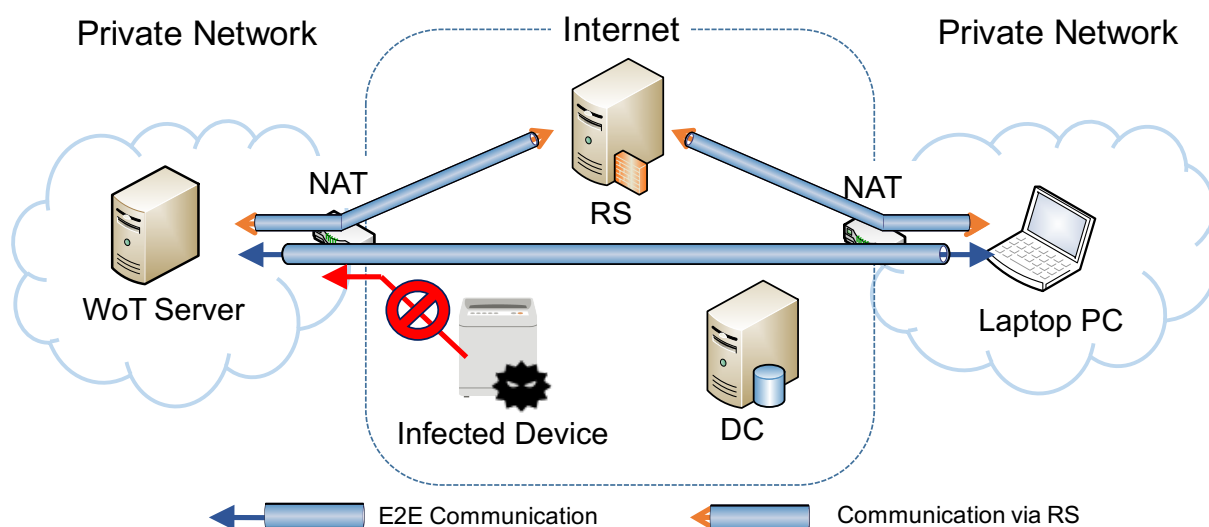 Private Network
Internet
Private Network
NAT
NAT
RS
WoT Server
Laptop PC
Infected Device
DC
E2E Communication
Communication via RS